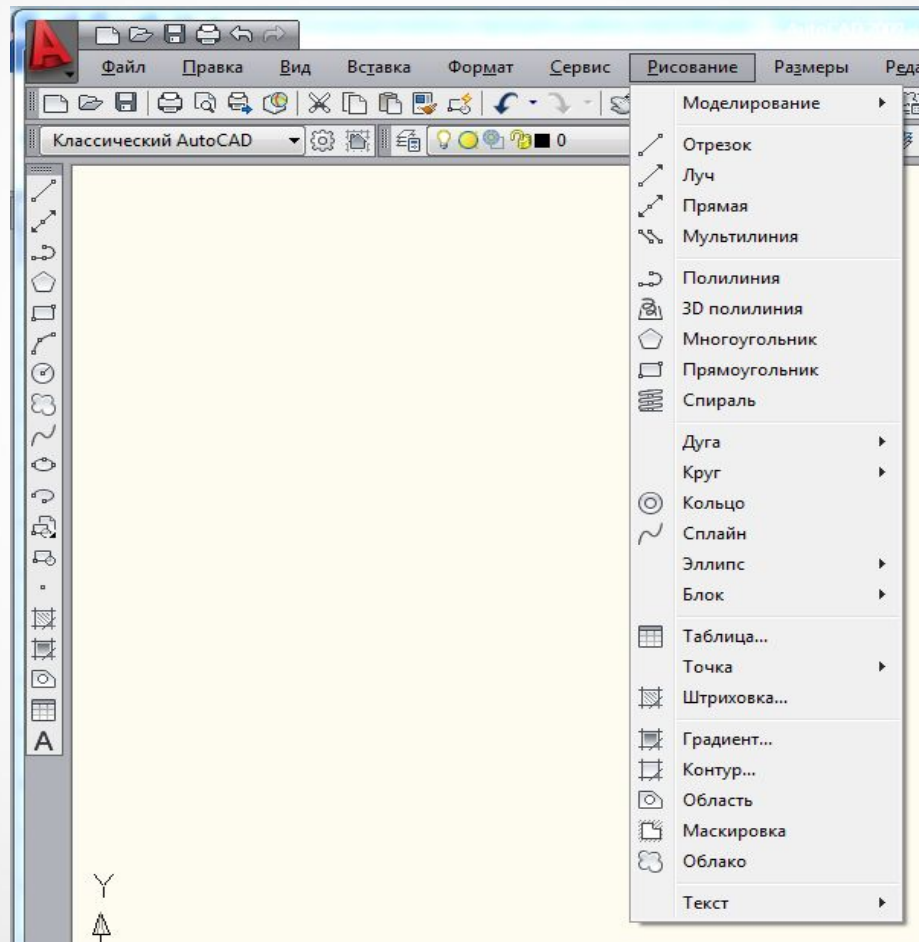 Файл Правка Вид Вставка Формат Сервис Рисование Размеры
Классический AutoCAD 0
Моделирование
Отрезок
Луч
Прямая
Мультилиния
Полилиния
3D полилиния
Многоугольник
Прямоугольник
Спираль
Дуга
Круг
Кольцо
Сплайн
Эллипс
Блок
Таблица...
Точка
Штриховка...
Градиент...
Контур...
Область
Маскировка
Облако
Текст
A
Y